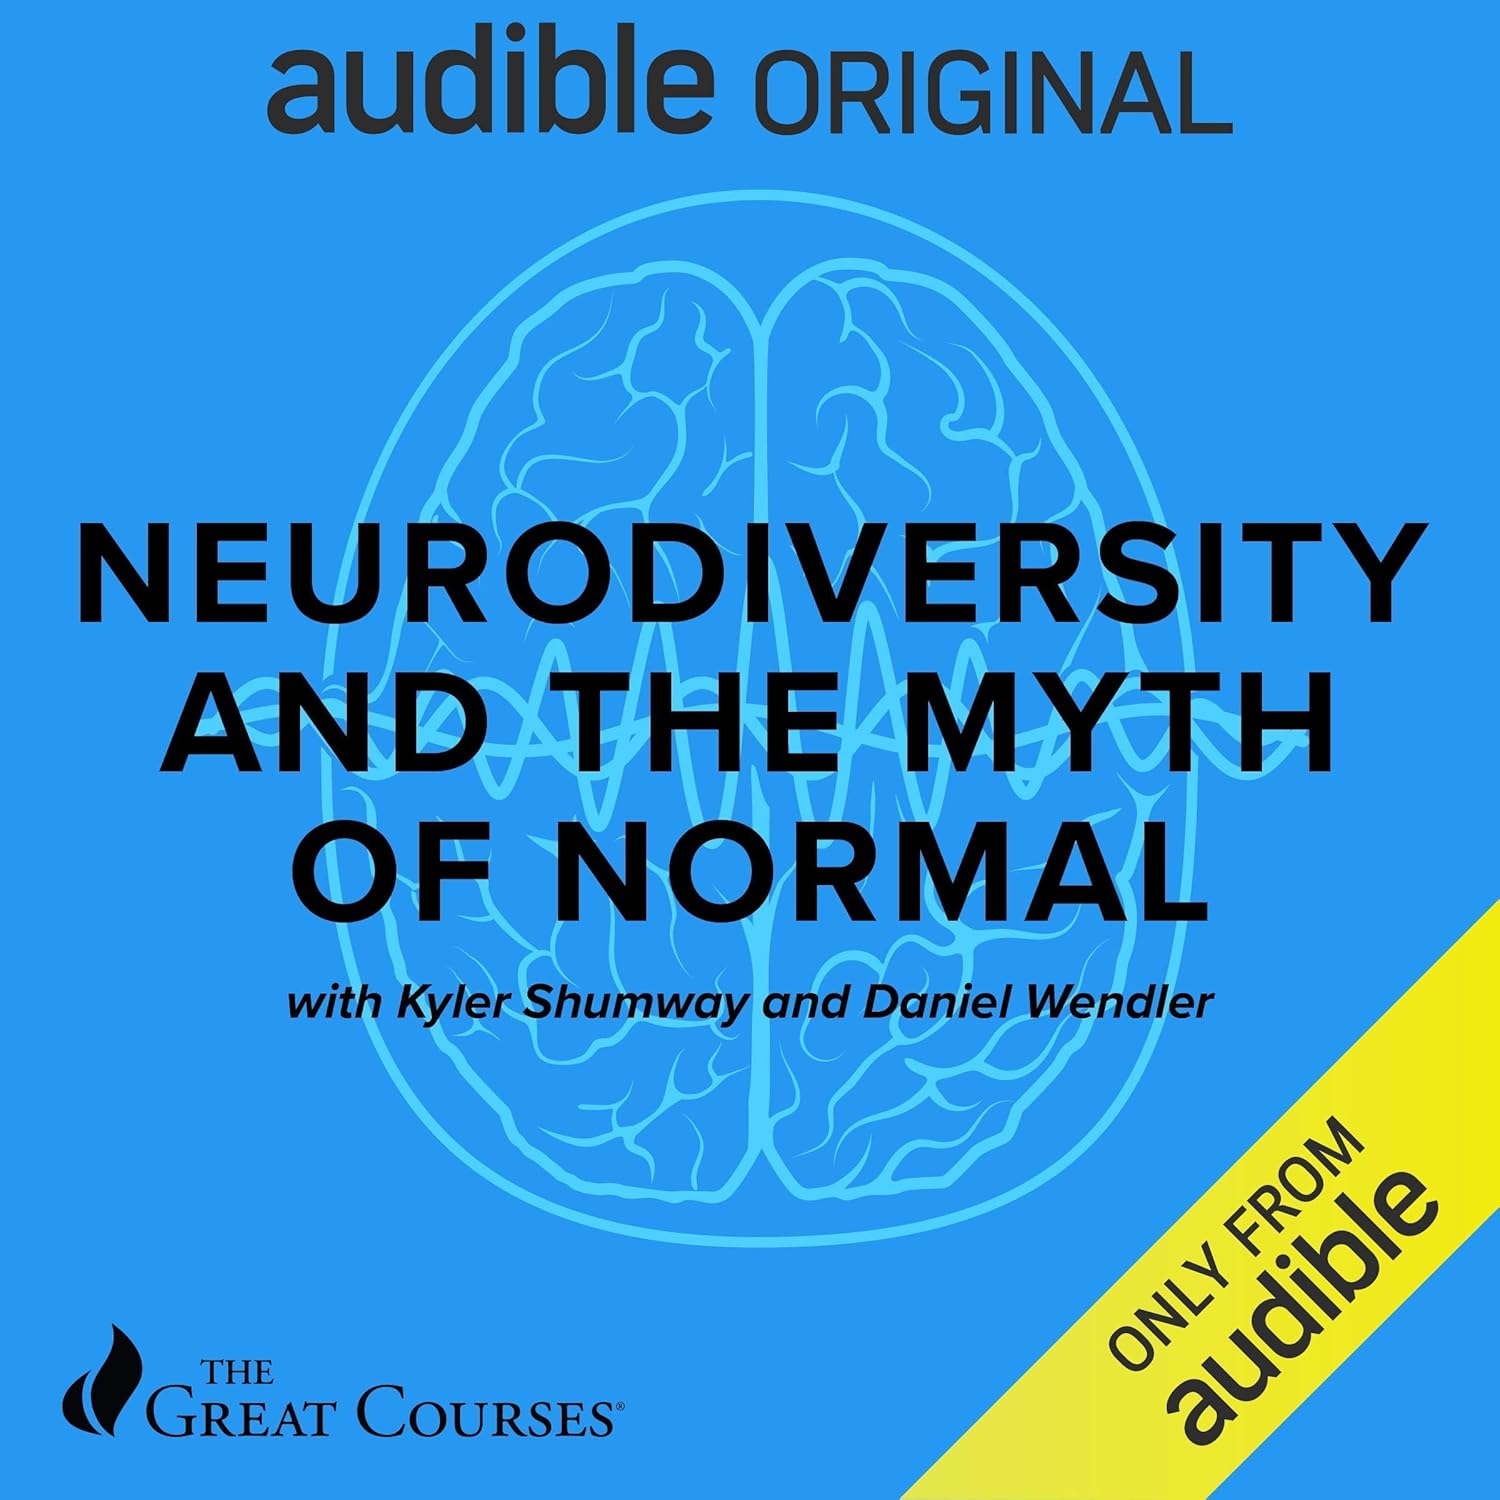 audible ORIGINAL
NEURODIVERSITY
AND THE MYTH
OF NORMAL
with Kyler Shumway and Daniel Wendler
ONLY FROM
audible
THE
GREAT COURSES®